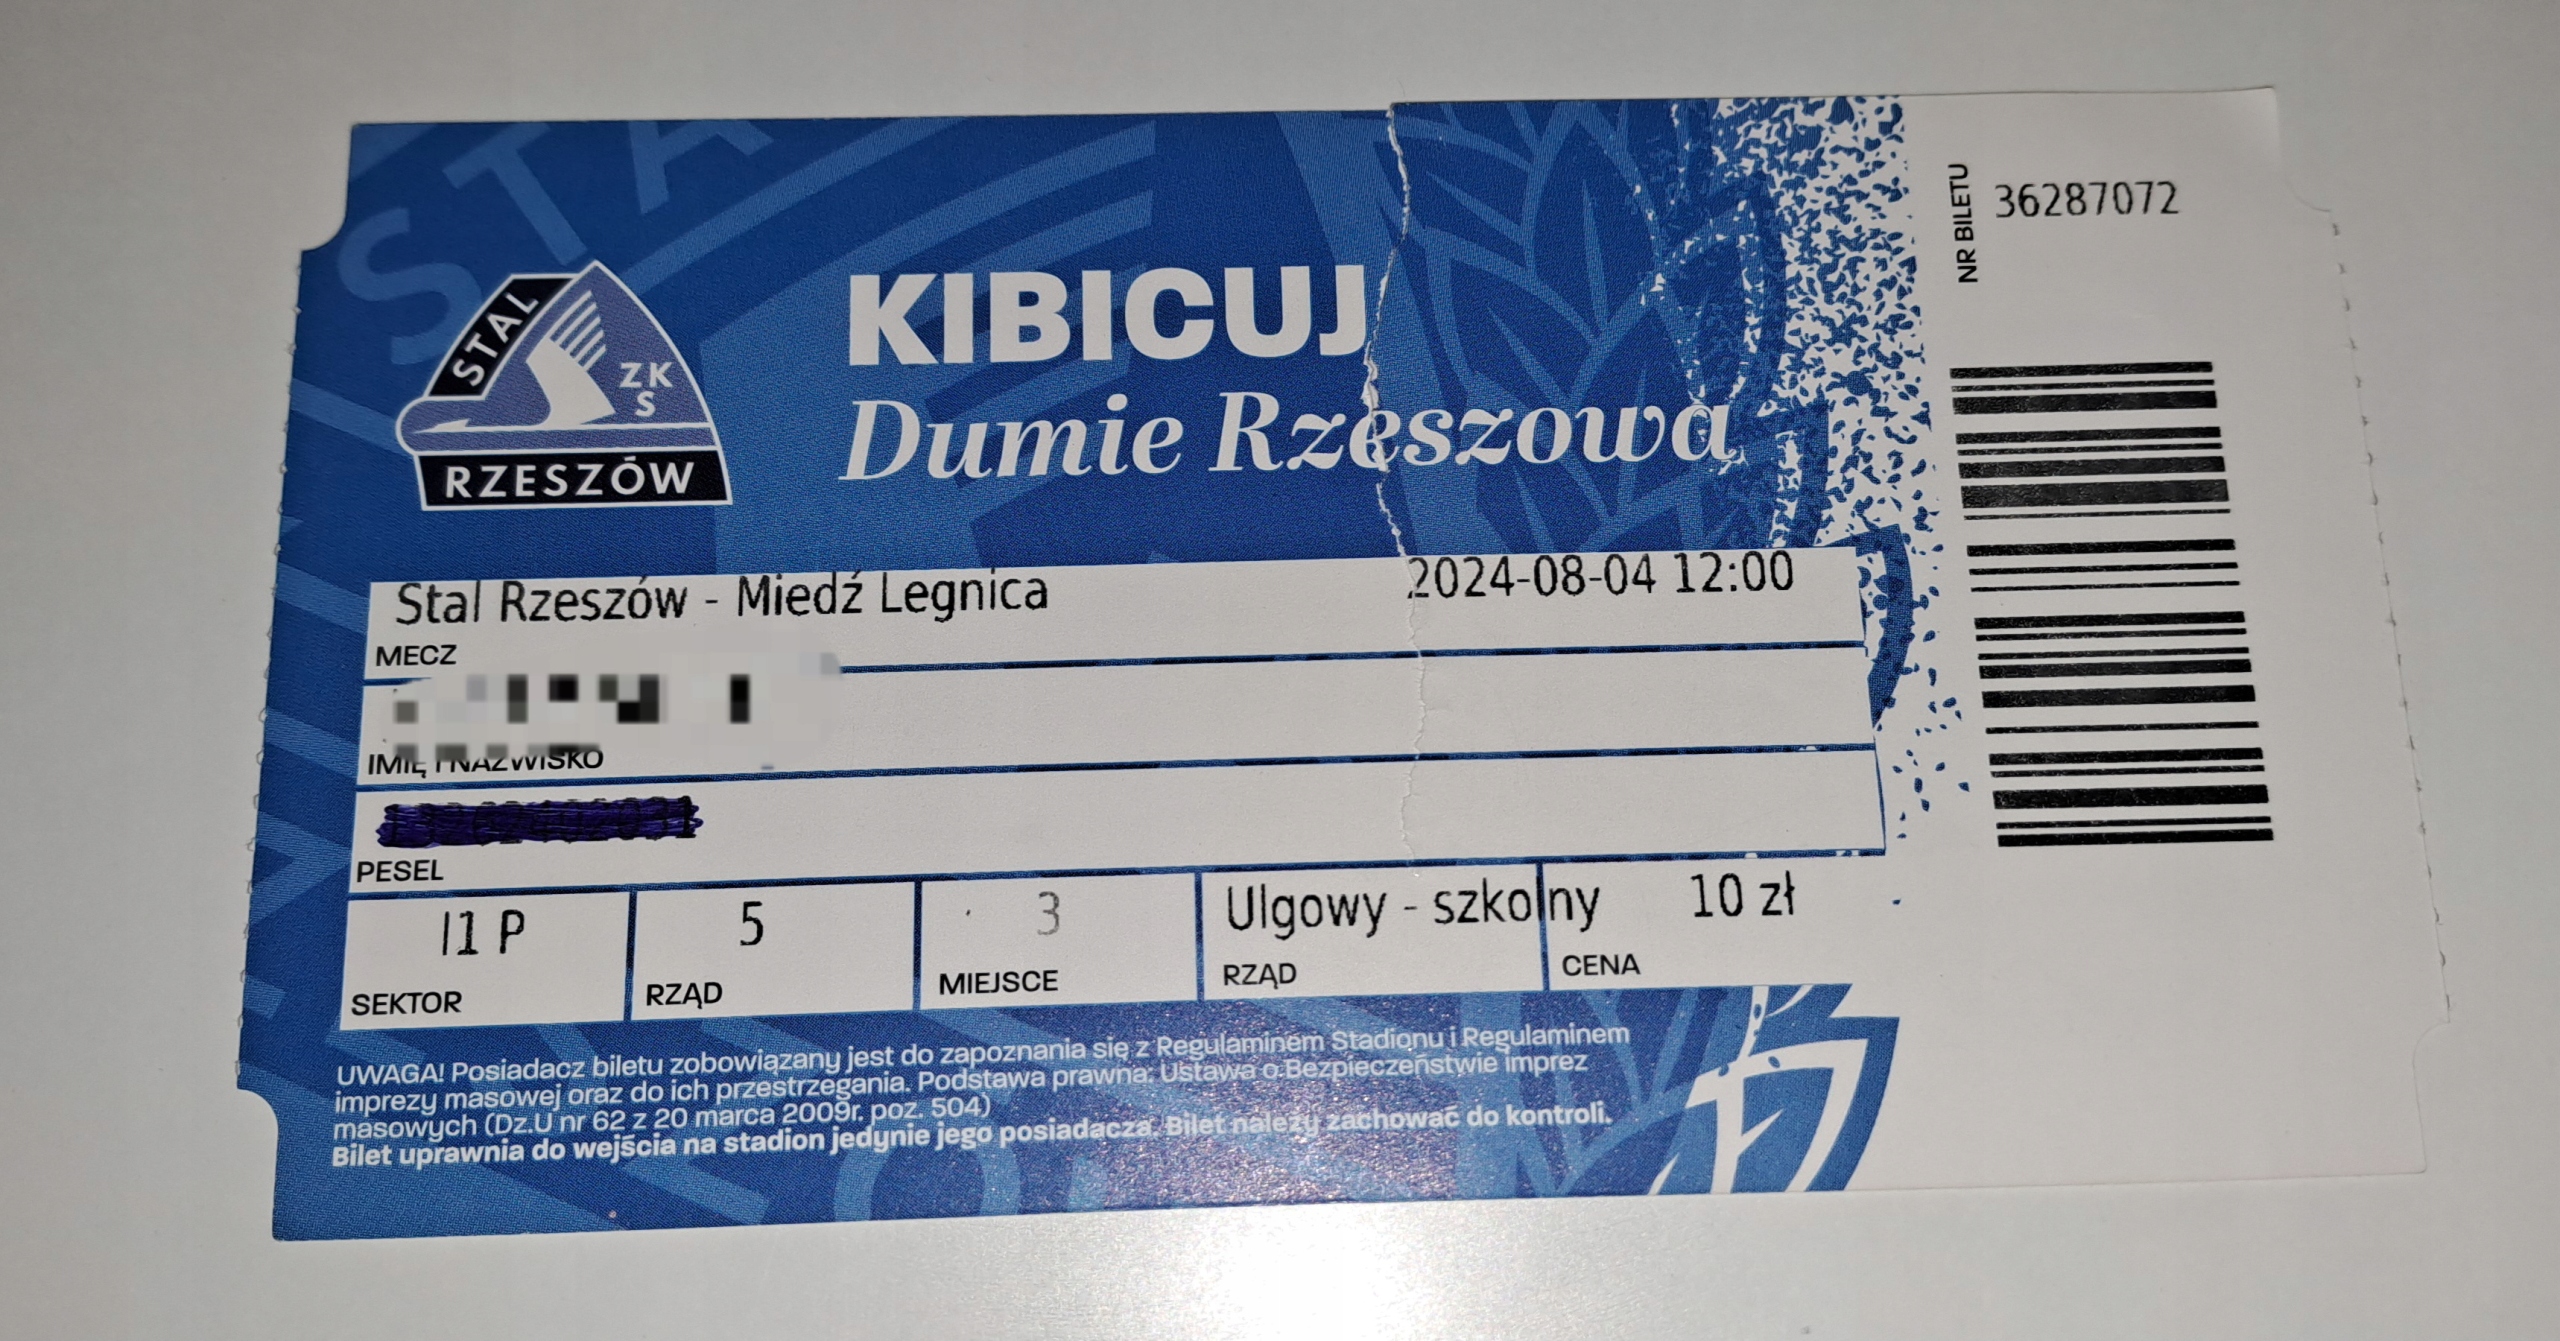 STA
STAL
ZKS
RZESZÓW
KIBICUJ
Dumie Rzeszowa
NR BILETU 36287072
Stal Rzeszów - Miedź Legnica 2024-08-04 12:00
MECZ
IMIĘ I NAZWISKO
PESEL
I1 P 5 3 Ulgowy - szkolny 10 zł
SEKTOR RZĄD MIEJSCE RZĄD CENA
UWAGA! Posiadacz biletu zobowiązany jest do zapoznania się z Regulaminem Stadionu i Regulaminem
imprezy masowej oraz do ich przestrzegania. Podstawa prawna: Ustawa o Bezpieczeństwie imprez
masowych (Dz.U nr 62 z 20 marca 2009r. poz. 504)
Bilet uprawnia do wejścia na stadion jedynie jego posiadacza. Bilet należy zachować do kontroli.